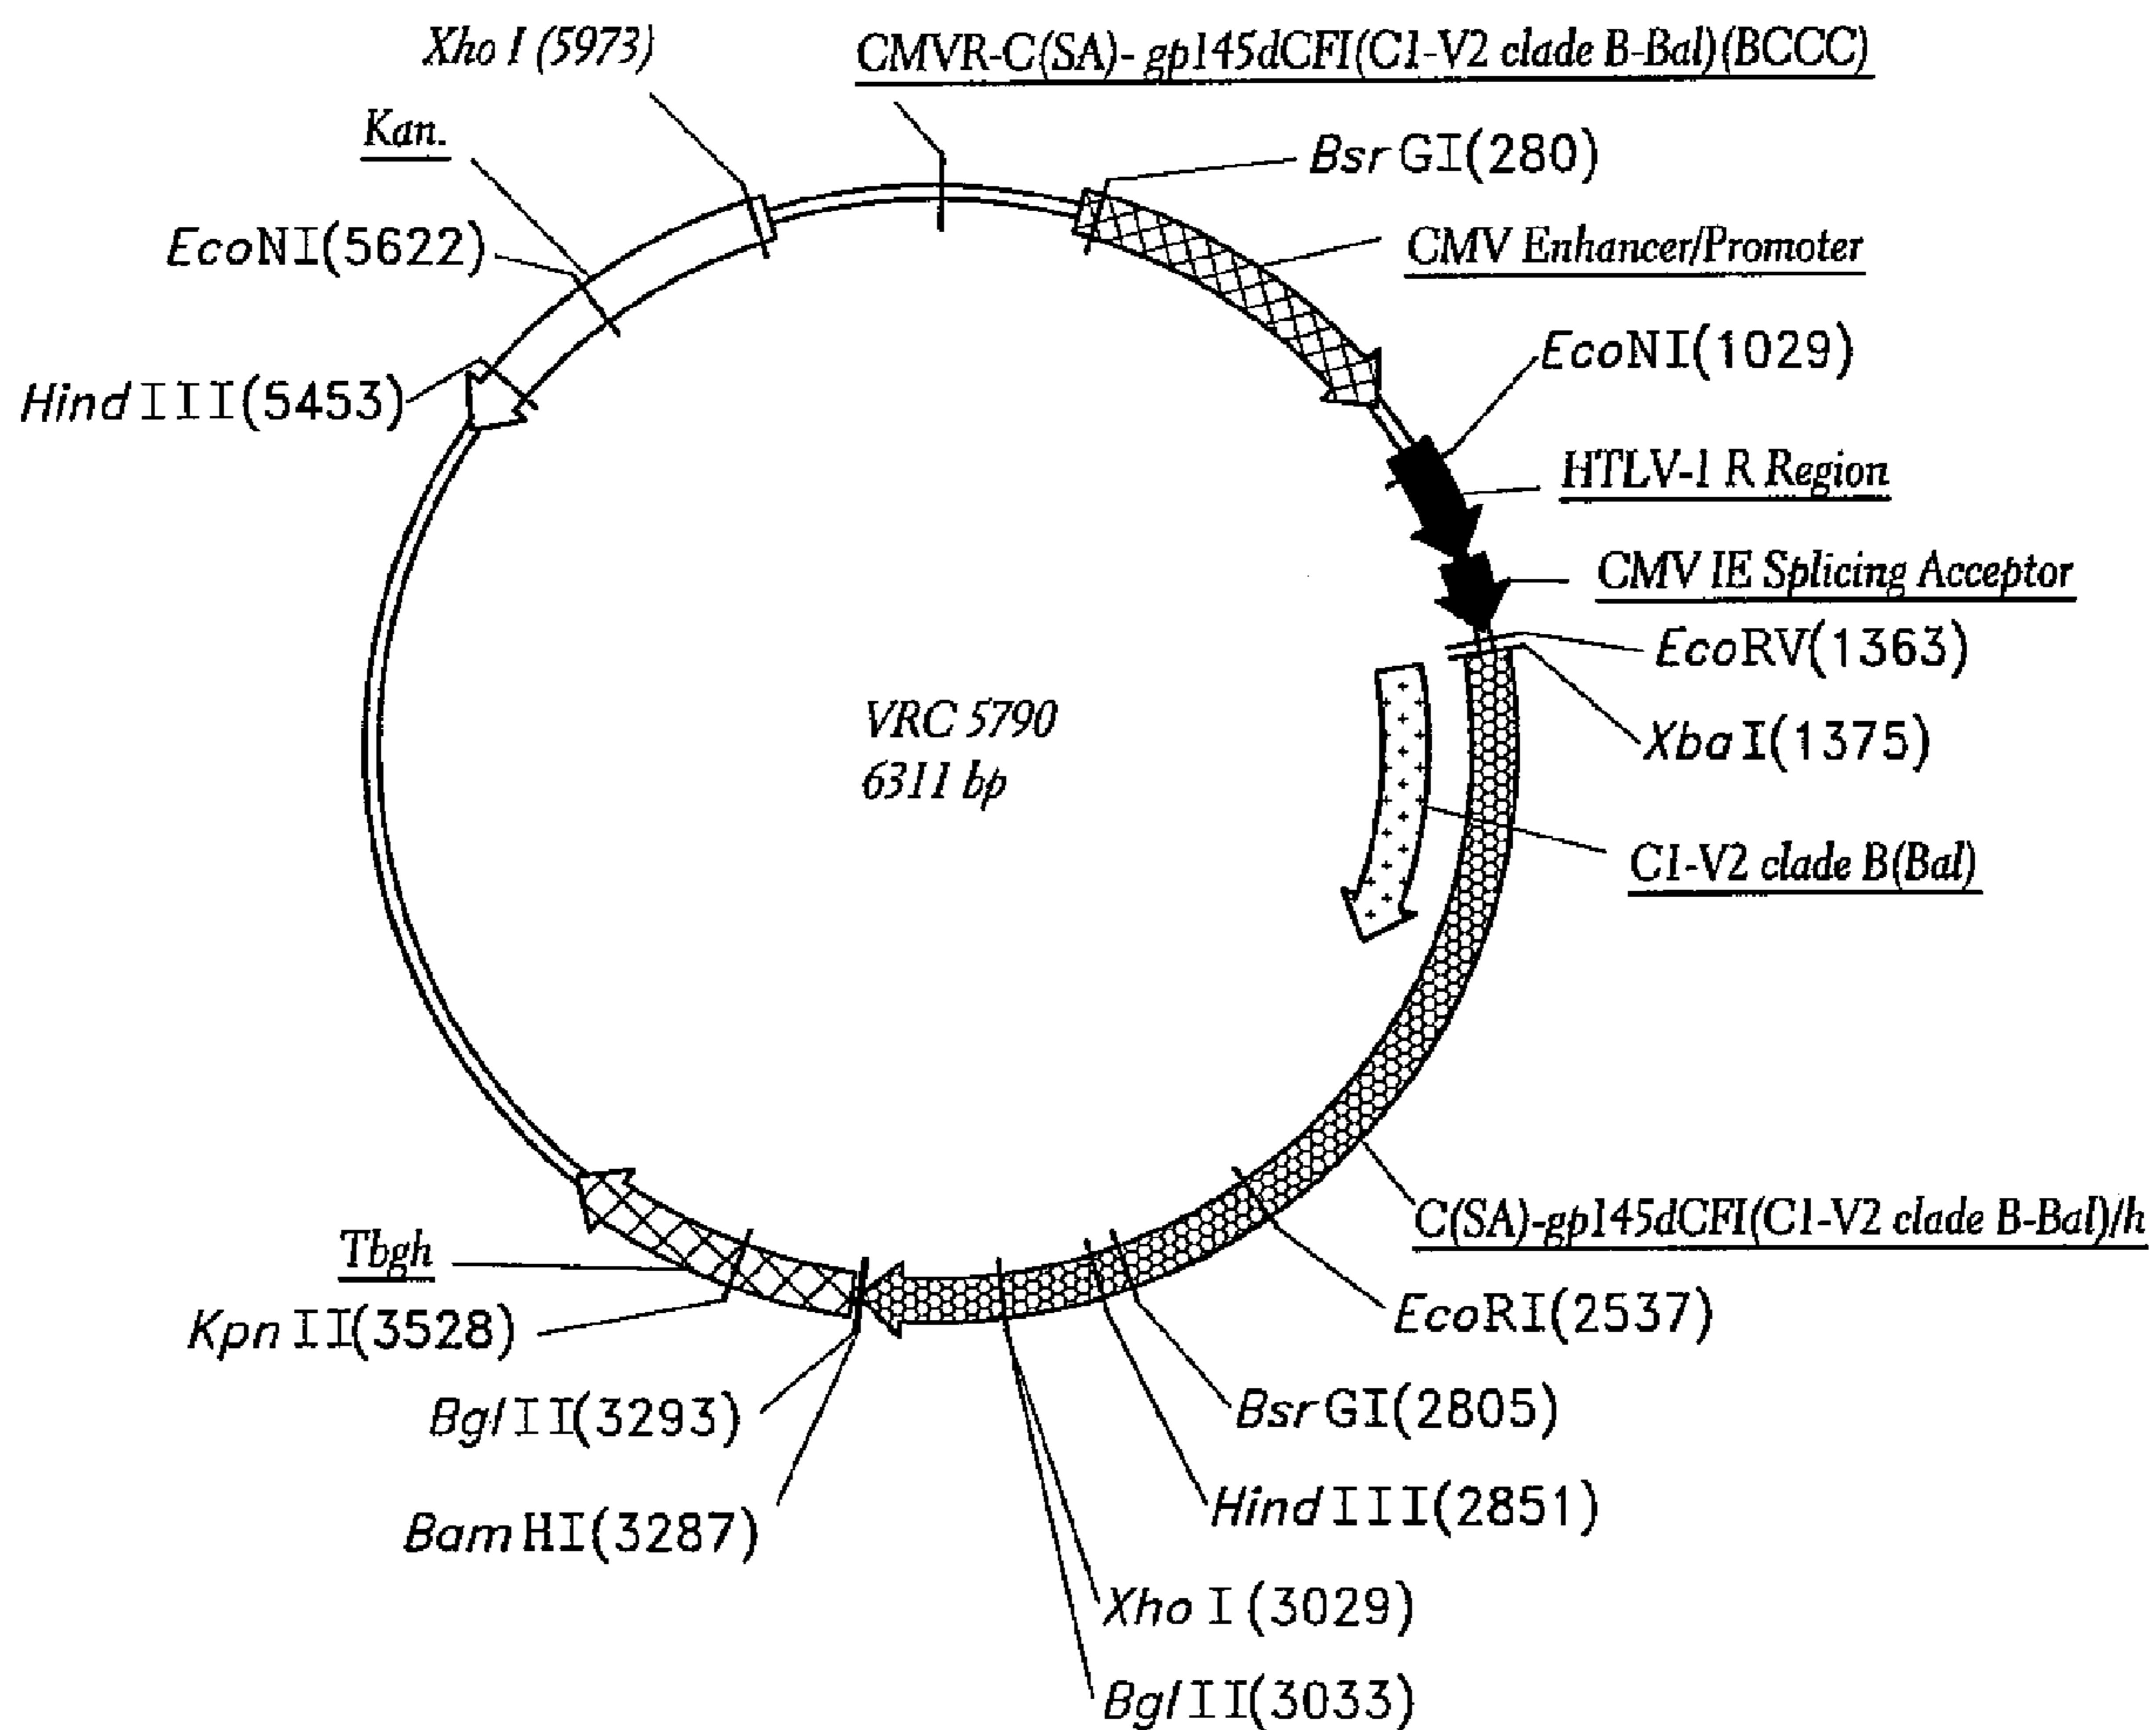 Xho I (5973)
CMVR-C(SA)- gp145dCFI(C1-V2 clade B-Bal)(BCCC)
Kan.
BsrGI(280)
EcoNI(5622)
CMV Enhancer/Promoter
EcoNI(1029)
HindIII(5453)
HTLV-1 R Region
CMV IE Splicing Acceptor
EcoRV(1363)
VRC 5790
6311 bp
XbaI(1375)
C1-V2 clade B(Bal)
C(SA)-gp145dCFI(C1-V2 clade B-Bal)/h
Tbgh
EcoRI(2537)
KpnII(3528)
BglII(3293)
BsrGI(2805)
BamHI(3287)
HindIII(2851)
XhoI(3029)
BglII(3033)